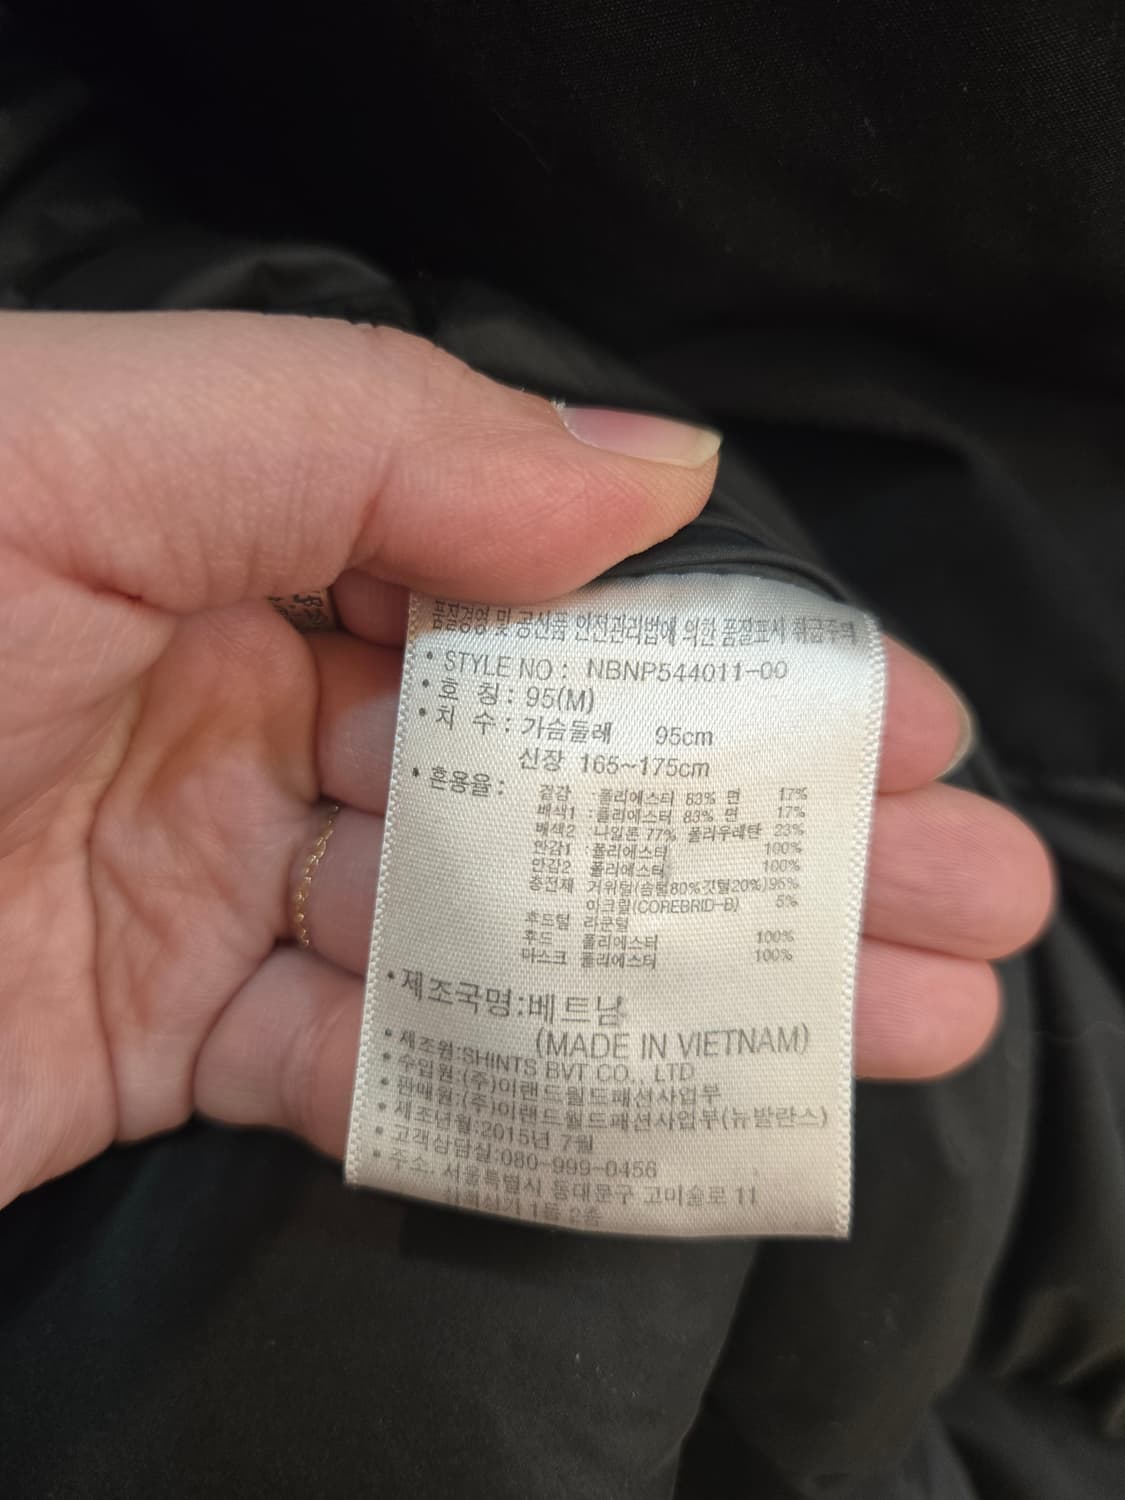 품질경영 및 공산품 안전관리법에 의한 품질표시 취급주의
• STYLE NO : NBNP544011-00
• 호 칭 : 95(M)
• 치 수 : 가슴둘레 95cm
신장 165~175cm
• 혼용율 :
겉감 :폴리에스터 83% 면 17%
배색1 :폴리에스터 83% 면 17%
배색2 :나일론 77% 폴리우레탄 23%
안감1 :폴리에스터 100%
안감2 폴리에스터 100%
충전재 거위털(솜털80%깃털20%)95%
아크릴(COREBRID-B) 5%
후드털 라쿤털
후드 폴리에스터 100%
마스크 폴리에스터 100%
• 제조국명:베트남
(MADE IN VIETNAM)
• 제조원:SHINTS BVT CO., LTD
• 수입원:(주)이랜드월드패션사업부
• 판매원:(주)이랜드월드패션사업부(뉴발란스)
• 제조년월:2015년 7월
• 고객상담실:080-999-0456
• 주소: 서울특별시 동대문구 고미술로 11
1동 2층